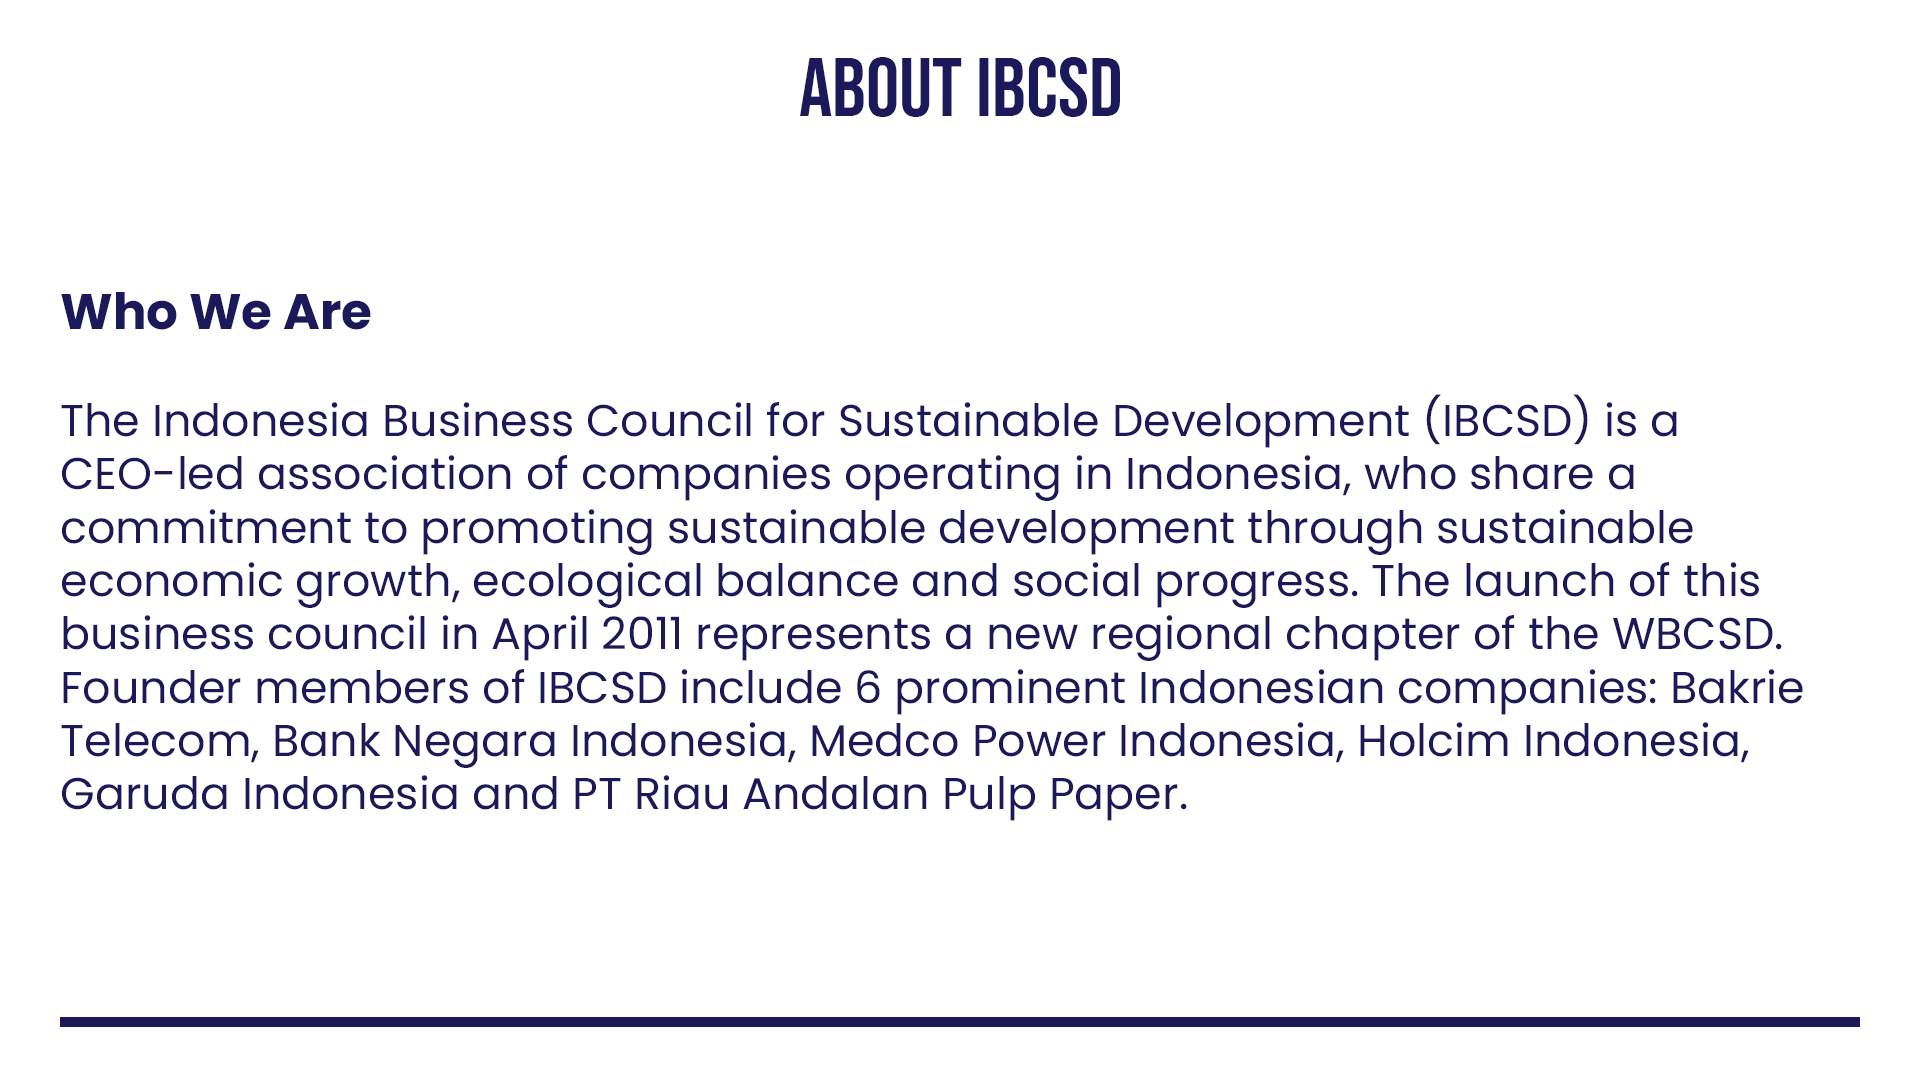 ABOUT IBCSD
Who We Are
The Indonesia Business Council for Sustainable Development (IBCSD) is a
CEO-led association of companies operating in Indonesia, who share a
commitment to promoting sustainable development through sustainable
economic growth, ecological balance and social progress. The launch of this
business council in April 2011 represents a new regional chapter of the WBCSD.
Founder members of IBCSD include 6 prominent Indonesian companies: Bakrie
Telecom, Bank Negara Indonesia, Medco Power Indonesia, Holcim Indonesia,
Garuda Indonesia and PT Riau Andalan Pulp Paper.